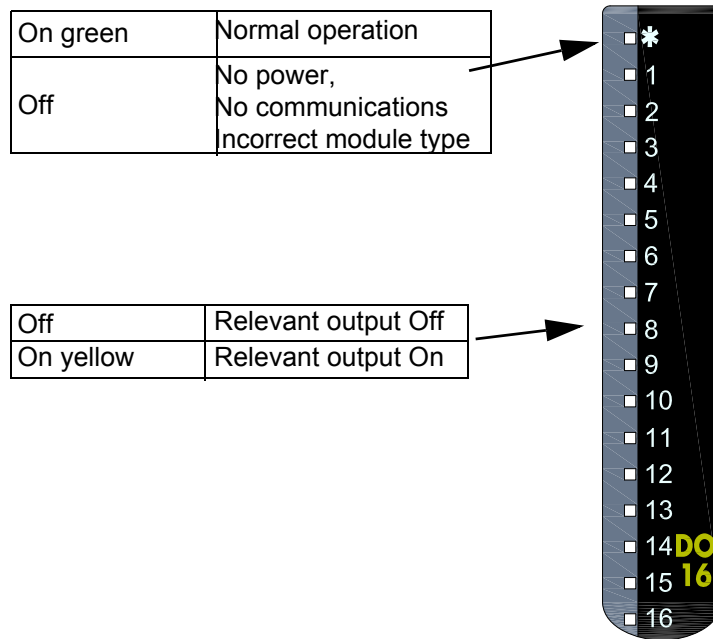 On green Normal operation
Off No power,
No communications
Incorrect module type
Off Relevant output Off
On yellow Relevant output On
*
1
2
3
4
5
6
7
8
9
10
11
12
13
14
15
16
DO
16